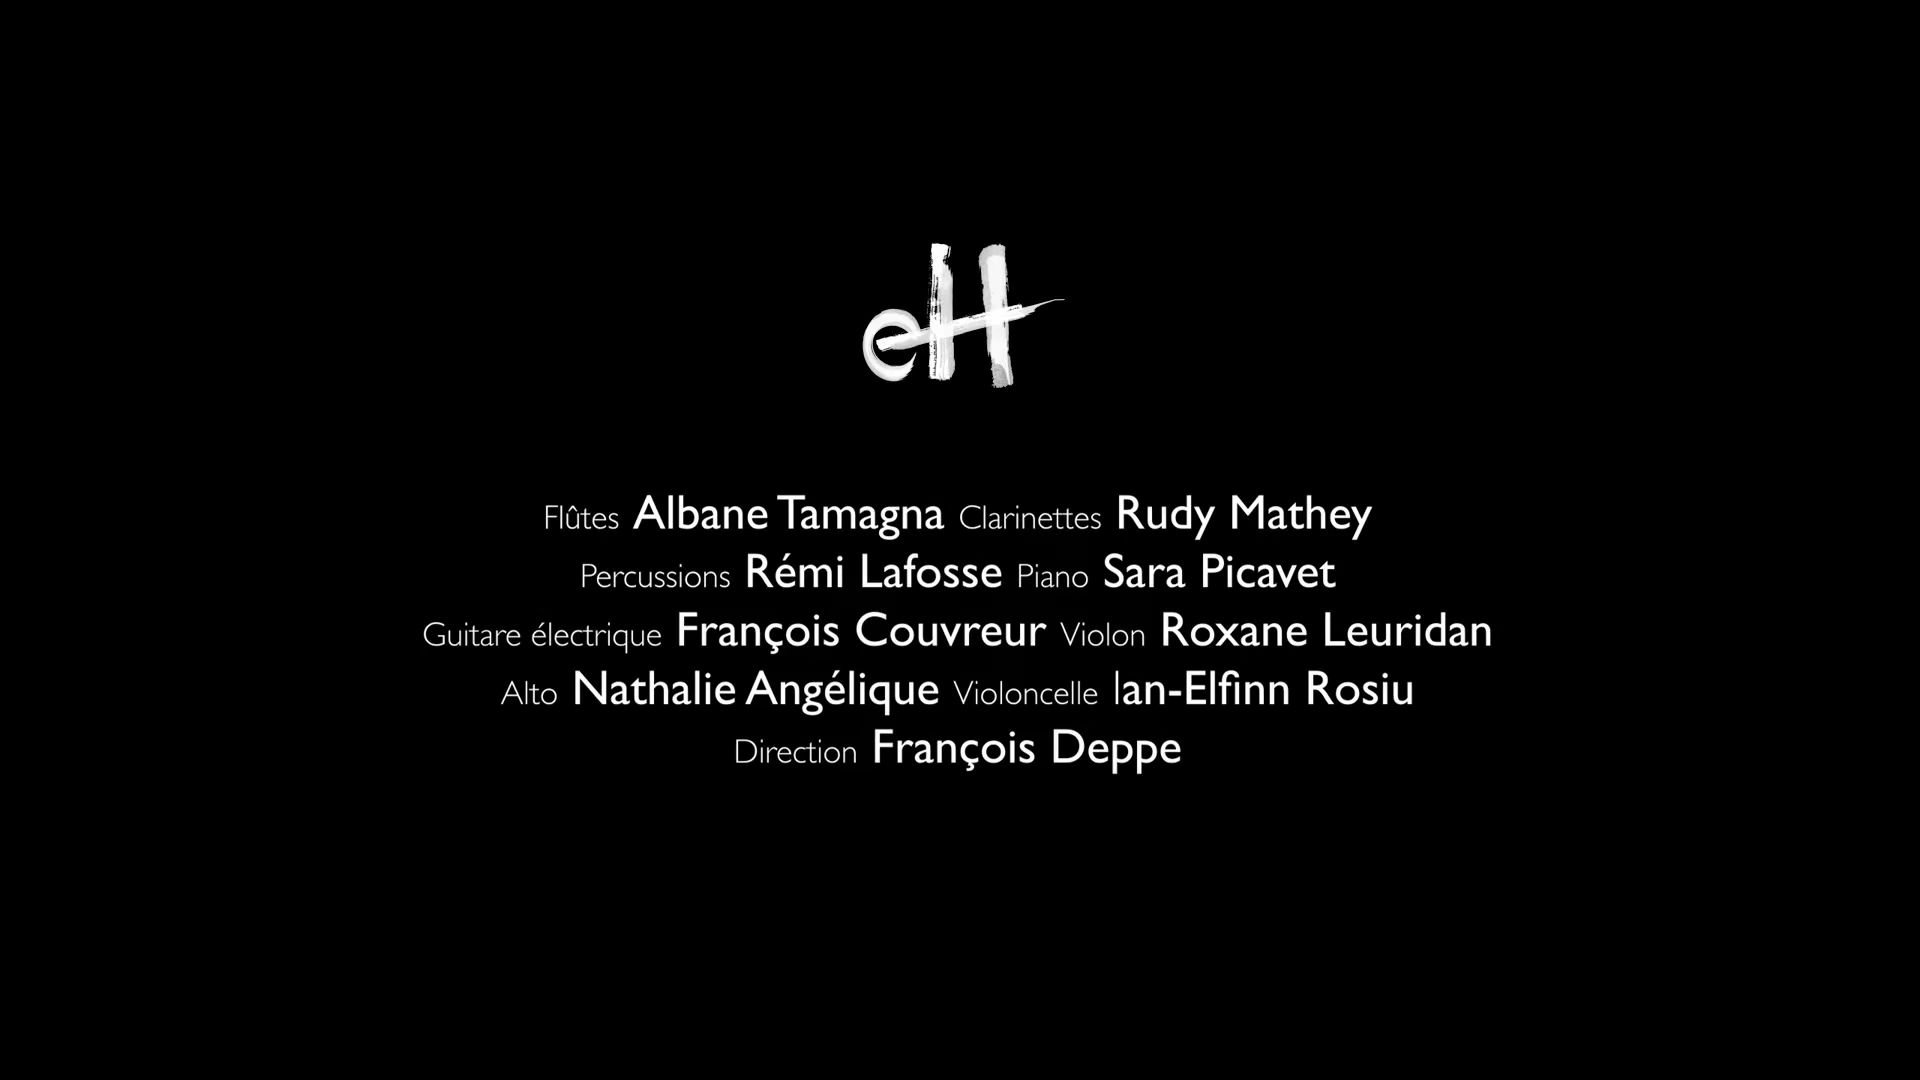 eH
Flûtes Albane Tamagna Clarinettes Rudy Mathey
Percussions Rémi Lafosse Piano Sara Picavet
Guitare électrique François Couvreur Violon Roxane Leuridan
Alto Nathalie Angélique Violoncelle Ian-Elfinn Rosiu
Direction François Deppe